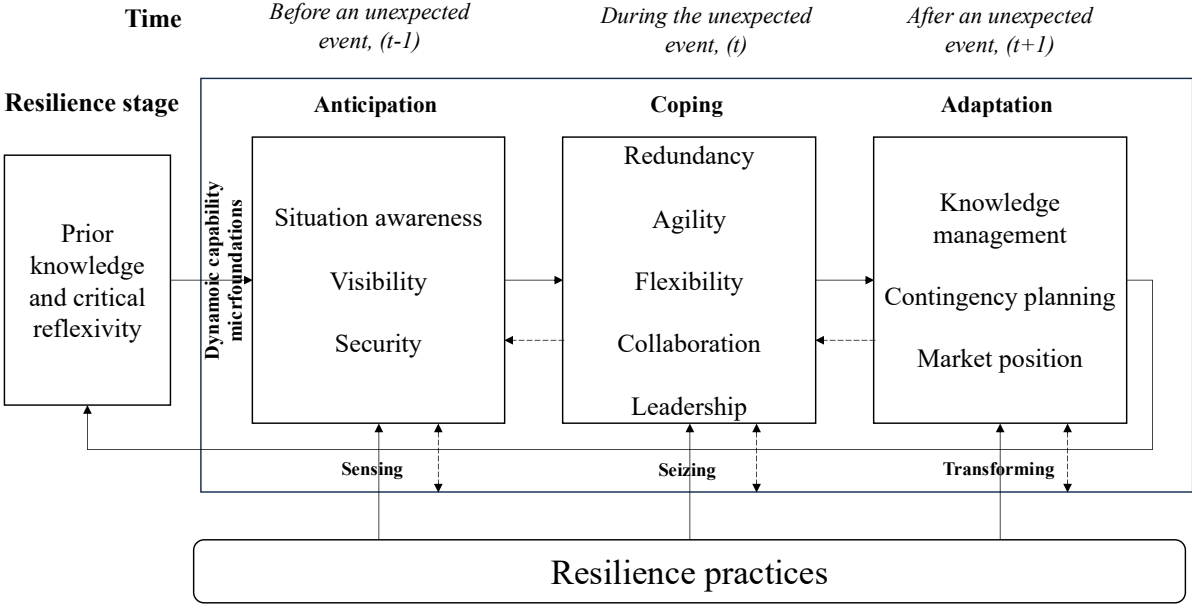 Time
Before an unexpected
event, (t-1)
During the unexpected
event, (t)
After an unexpected
event, (t+1)
Resilience stage
Anticipation
Coping
Adaptation
Prior
knowledge
and critical
reflexivity
Dynamoic capability
micrfoundations
Situation awareness
Visibility
Security
Redundancy
Agility
Flexibility
Collaboration
Leadership
Knowledge
management
Contingency planning
Market position
Sensing
Seizing
Transforming
Resilience practices